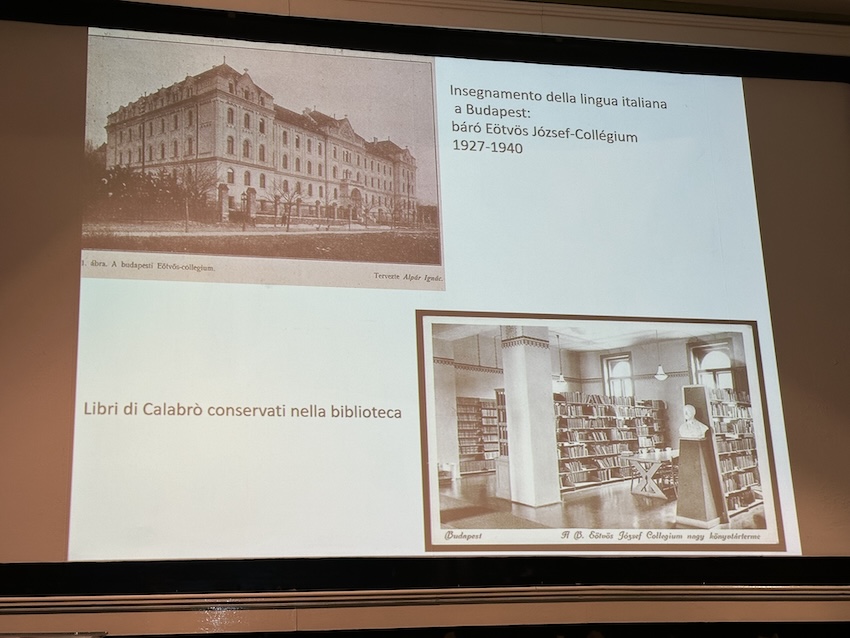 Insegnamento della lingua italiana
a Budapest:
báró Eötvös József-Collégium
1927-1940
1. ábra. A budapesti Eötvös-collegium.
Tervezte Alpár Ignác.
Libri di Calabrò conservati nella biblioteca
Budapest
A B. Eötvös József Collegium nagy könyvtárterme